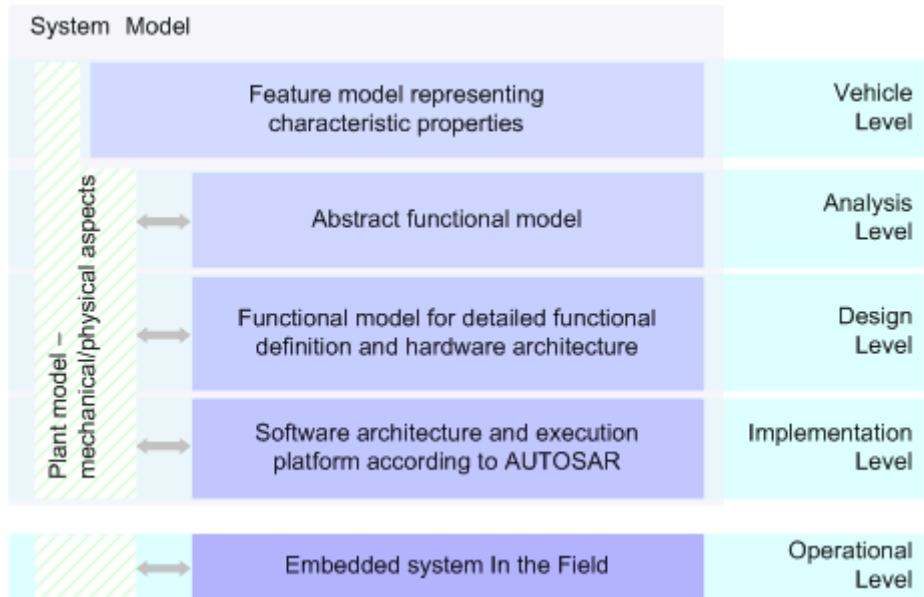 System Model
Feature model representing
characteristic properties
Vehicle
Level
Plant model –
mechanical/physical aspects
Abstract functional model
Analysis
Level
Functional model for detailed functional
definition and hardware architecture
Design
Level
Software architecture and execution
platform according to AUTOSAR
Implementation
Level
Embedded system In the Field
Operational
Level